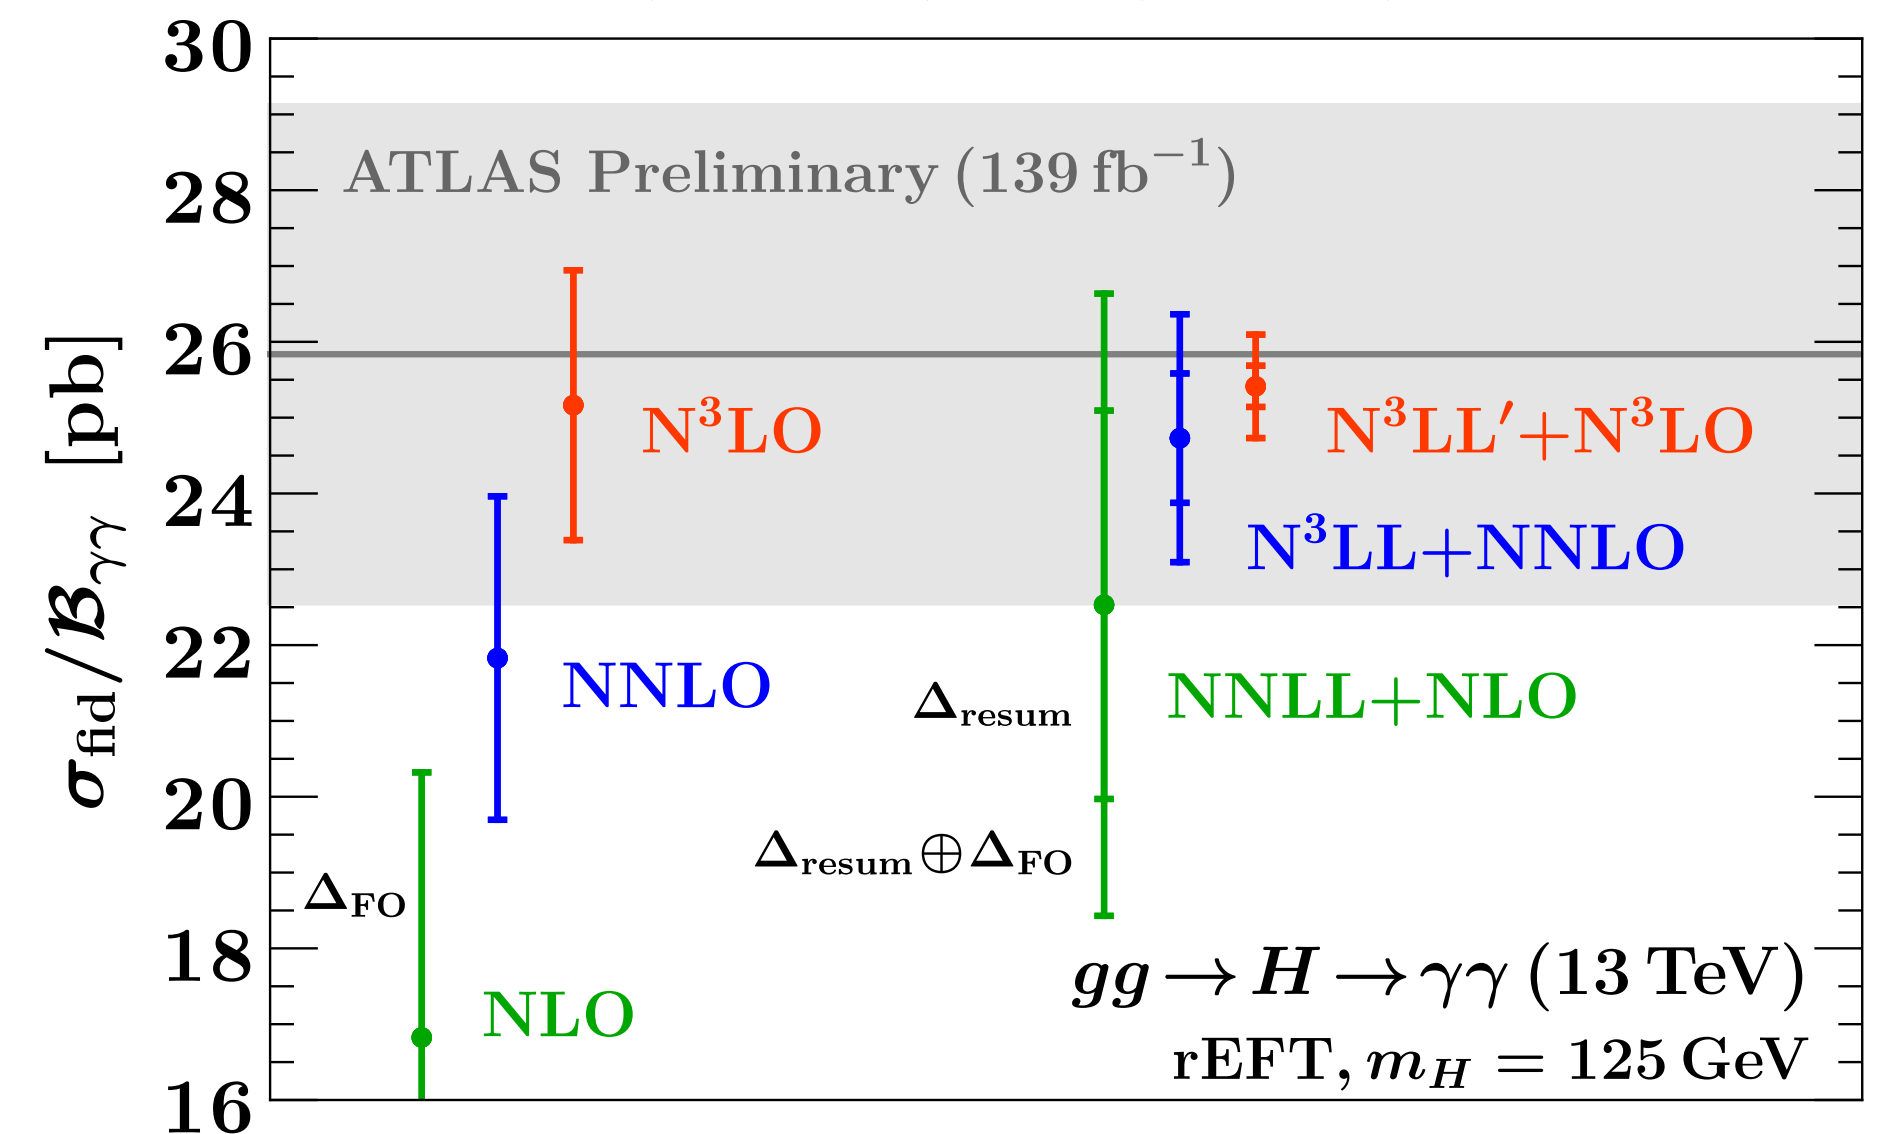 30
28
26
24
22
20
18
16
σfid/𝓑γγ [pb]
ATLAS Preliminary (139 fb⁻¹)
N³LO
N³LL′+N³LO
N³LL+NNLO
NNLO
NNLL+NLO
Δresum
Δresum⊕ΔFO
ΔFO
NLO
gg→H→γγ (13 TeV)
rEFT, mH = 125 GeV